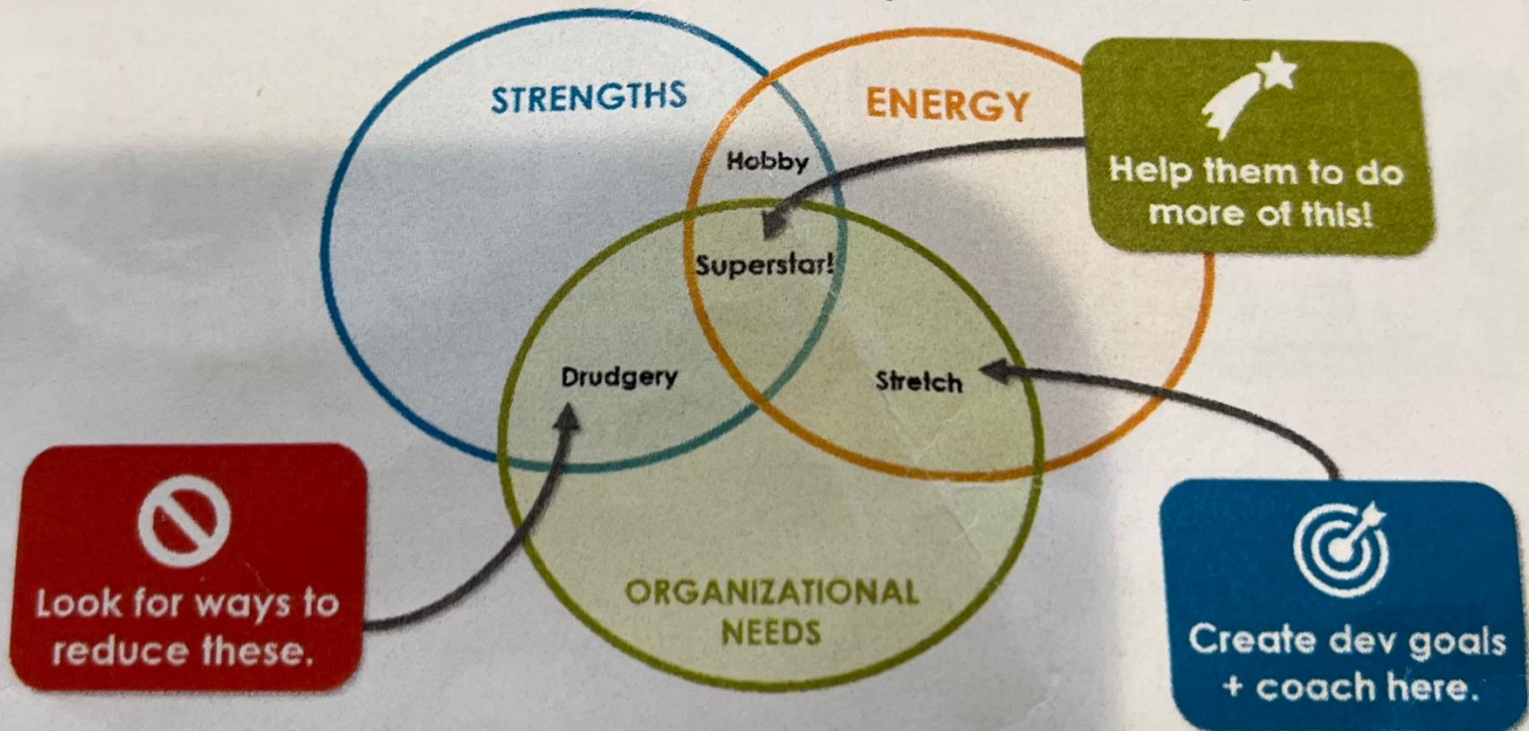 STRENGTHS
ENERGY
Hobby
Help them to do
more of this!
Superstar!
Drudgery
Stretch
Look for ways to
reduce these.
ORGANIZATIONAL
NEEDS
Create dev goals
+ coach here.